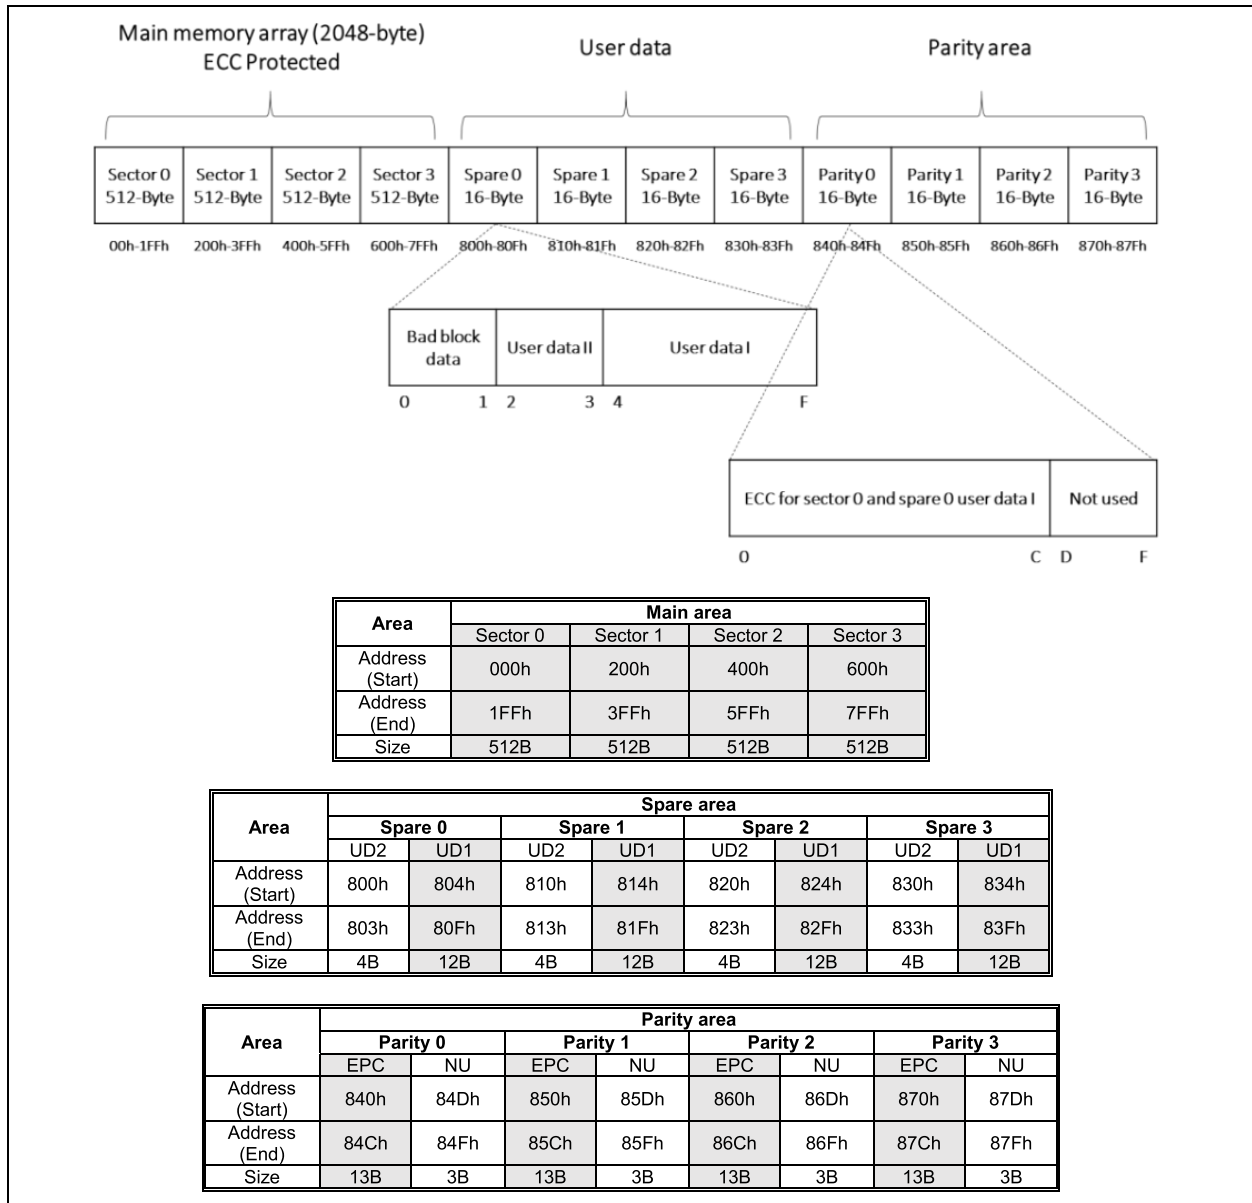 Main memory array (2048-byte)
ECC Protected
User data
Parity area
Sector 0 Sector 1 Sector 2 Sector 3 Spare 0 Spare 1 Spare 2 Spare 3 Parity 0 Parity 1 Parity 2 Parity 3
512-Byte 512-Byte 512-Byte 512-Byte 16-Byte 16-Byte 16-Byte 16-Byte 16-Byte 16-Byte 16-Byte 16-Byte
00h-1FFh 200h-3FFh 400h-5FFh 600h-7FFh 800h-80Fh 810h-81Fh 820h-82Fh 830h-83Fh 840h-84Fh 850h-85Fh 860h-86Fh 870h-87Fh
Bad block
data
User data II
User data I
0 1 2 3 4 F
ECC for sector 0 and spare 0 user data I Not used
0 C D F
Area Main area
Sector 0 Sector 1 Sector 2 Sector 3
Address
(Start)
000h 200h 400h 600h
Address
(End)
1FFh 3FFh 5FFh 7FFh
Size 512B 512B 512B 512B
Area Spare area
Spare 0 Spare 1 Spare 2 Spare 3
UD2 UD1 UD2 UD1 UD2 UD1 UD2 UD1
Address
(Start)
800h 804h 810h 814h 820h 824h 830h 834h
Address
(End)
803h 80Fh 813h 81Fh 823h 82Fh 833h 83Fh
Size 4B 12B 4B 12B 4B 12B 4B 12B
Area Parity area
Parity 0 Parity 1 Parity 2 Parity 3
EPC NU EPC NU EPC NU EPC NU
Address
(Start)
840h 84Dh 850h 85Dh 860h 86Dh 870h 87Dh
Address
(End)
84Ch 84Fh 85Ch 85Fh 86Ch 86Fh 87Ch 87Fh
Size 13B 3B 13B 3B 13B 3B 13B 3B